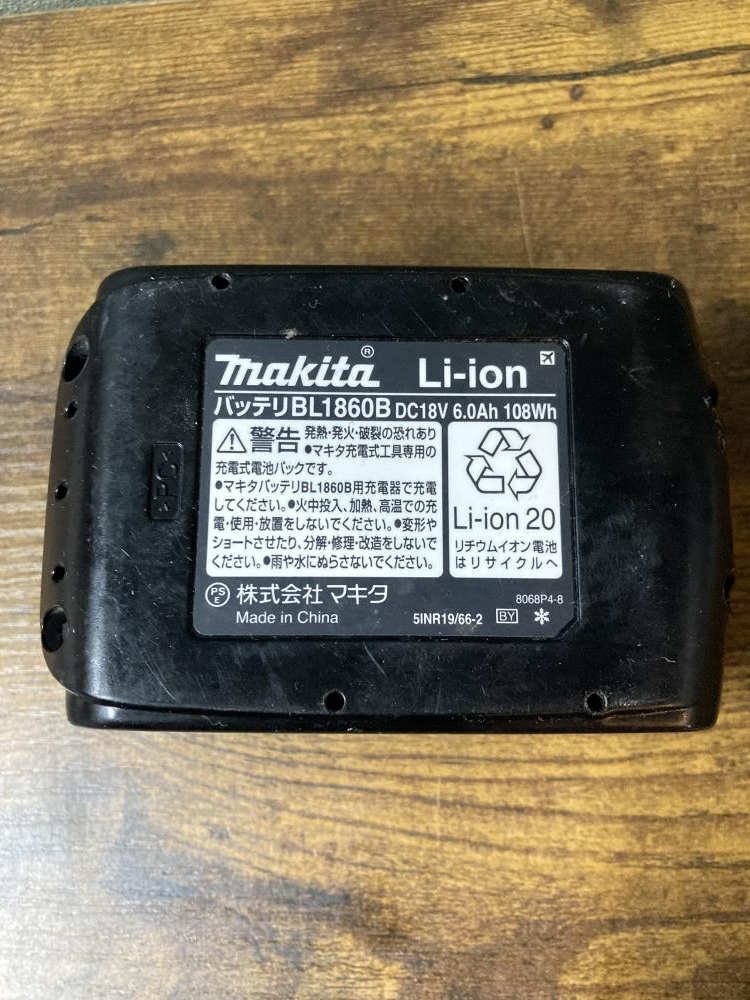 makita® Li-ion
バッテリBL1860B DC18V 6.0Ah 108Wh
警告 発熱・発火・破裂の恐れあり
●マキタ充電式工具専用の
充電式電池パックです。
●マキタバッテリBL1860B用充電器で充電
してください。●火中投入、加熱、高温での充
電・使用・放置をしないでください。●変形や
ショートさせたり、分解・修理・改造をしないで
ください。●雨や水にぬらさないでください。
Li-ion 20
リチウムイオン電池
はリサイクルへ
PSE 株式会社 マキタ
Made in China
8068P4-8
5INR19/66-2 BY
>PC<